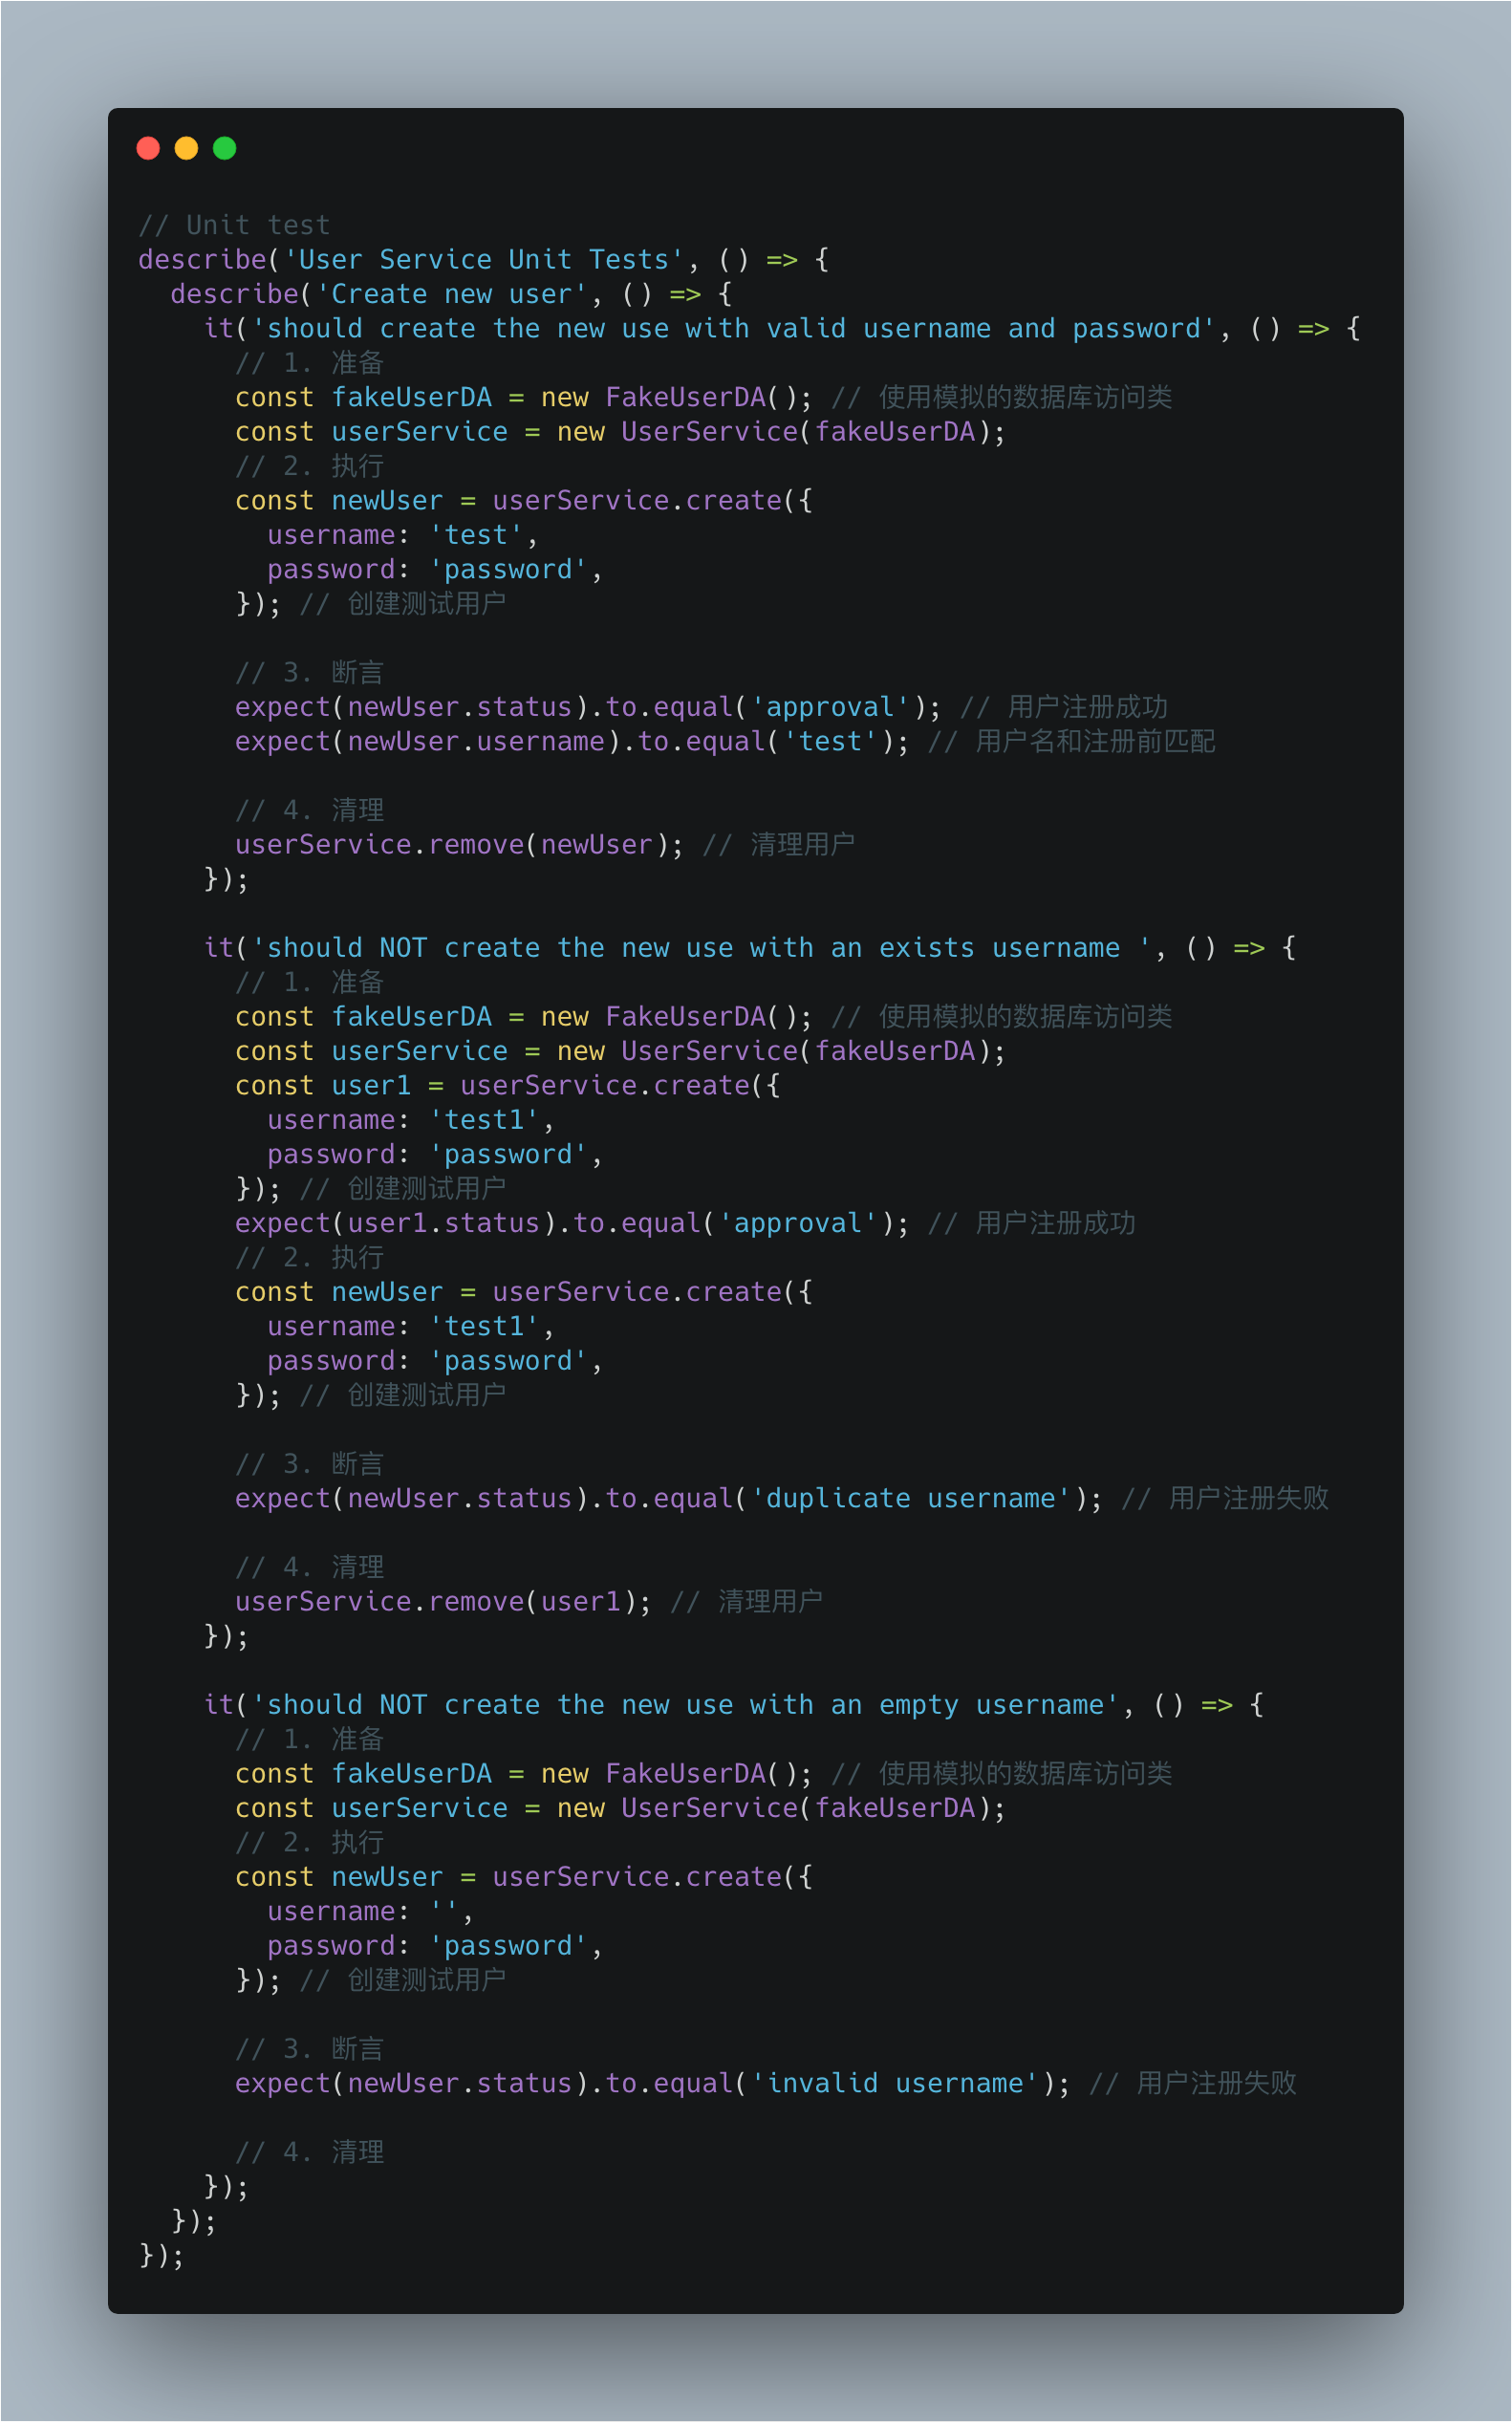 // Unit test
describe('User Service Unit Tests', () => {
  describe('Create new user', () => {
    it('should create the new use with valid username and password', () => {
      // 1. 准备
      const fakeUserDA = new FakeUserDA(); // 使用模拟的数据库访问类
      const userService = new UserService(fakeUserDA);
      // 2. 执行
      const newUser = userService.create({
        username: 'test',
        password: 'password',
      }); // 创建测试用户

      // 3. 断言
      expect(newUser.status).to.equal('approval'); // 用户注册成功
      expect(newUser.username).to.equal('test'); // 用户名和注册前匹配

      // 4. 清理
      userService.remove(newUser); // 清理用户
    });

    it('should NOT create the new use with an exists username ', () => {
      // 1. 准备
      const fakeUserDA = new FakeUserDA(); // 使用模拟的数据库访问类
      const userService = new UserService(fakeUserDA);
      const user1 = userService.create({
        username: 'test1',
        password: 'password',
      }); // 创建测试用户
      expect(user1.status).to.equal('approval'); // 用户注册成功
      // 2. 执行
      const newUser = userService.create({
        username: 'test1',
        password: 'password',
      }); // 创建测试用户

      // 3. 断言
      expect(newUser.status).to.equal('duplicate username'); // 用户注册失败

      // 4. 清理
      userService.remove(user1); // 清理用户
    });

    it('should NOT create the new use with an empty username', () => {
      // 1. 准备
      const fakeUserDA = new FakeUserDA(); // 使用模拟的数据库访问类
      const userService = new UserService(fakeUserDA);
      // 2. 执行
      const newUser = userService.create({
        username: '',
        password: 'password',
      }); // 创建测试用户

      // 3. 断言
      expect(newUser.status).to.equal('invalid username'); // 用户注册失败

      // 4. 清理
    });
  });
});